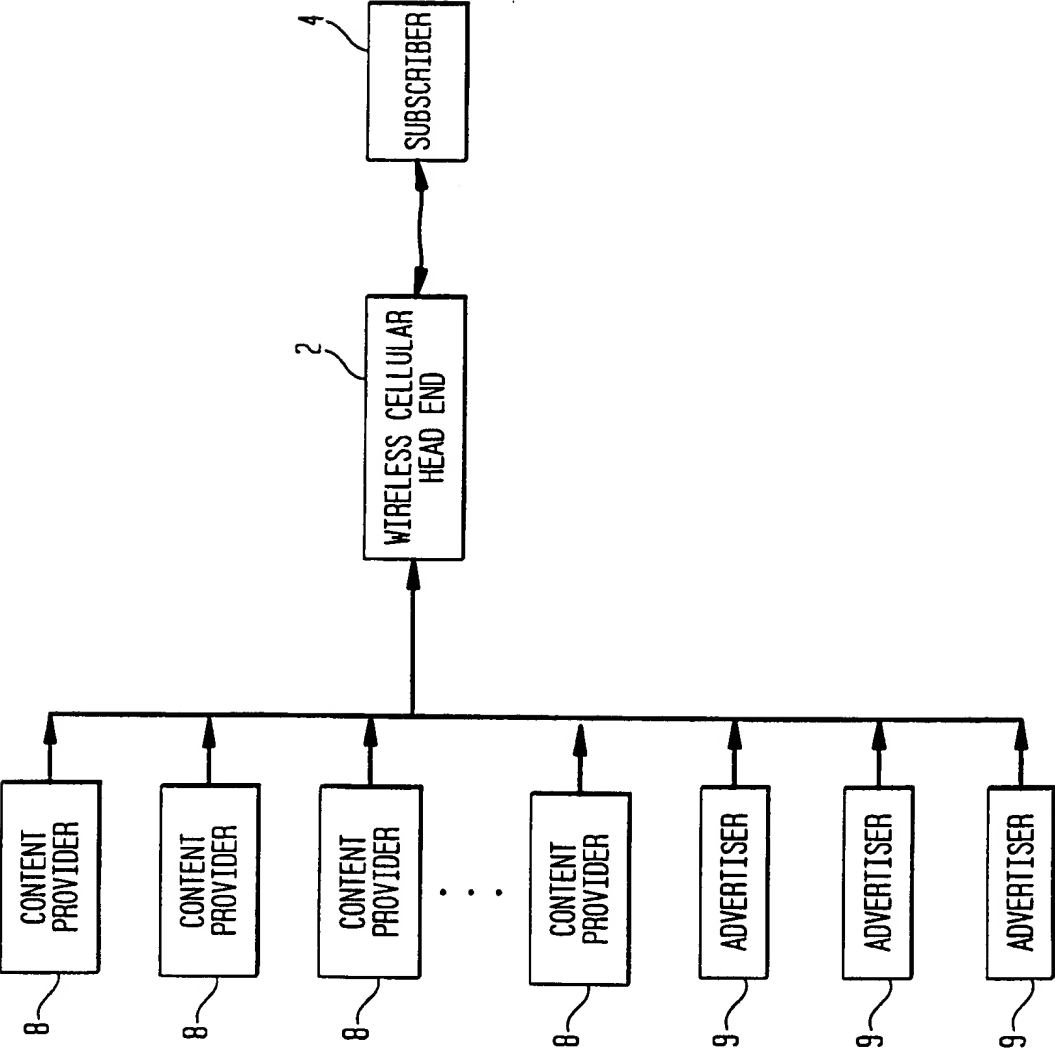 8
CONTENT
PROVIDER
8
CONTENT
PROVIDER
8
CONTENT
PROVIDER
. . .
8
CONTENT
PROVIDER
9
ADVERTISER
9
ADVERTISER
9
ADVERTISER
2
WIRELESS CELLULAR
HEAD END
4
SUBSCRIBER